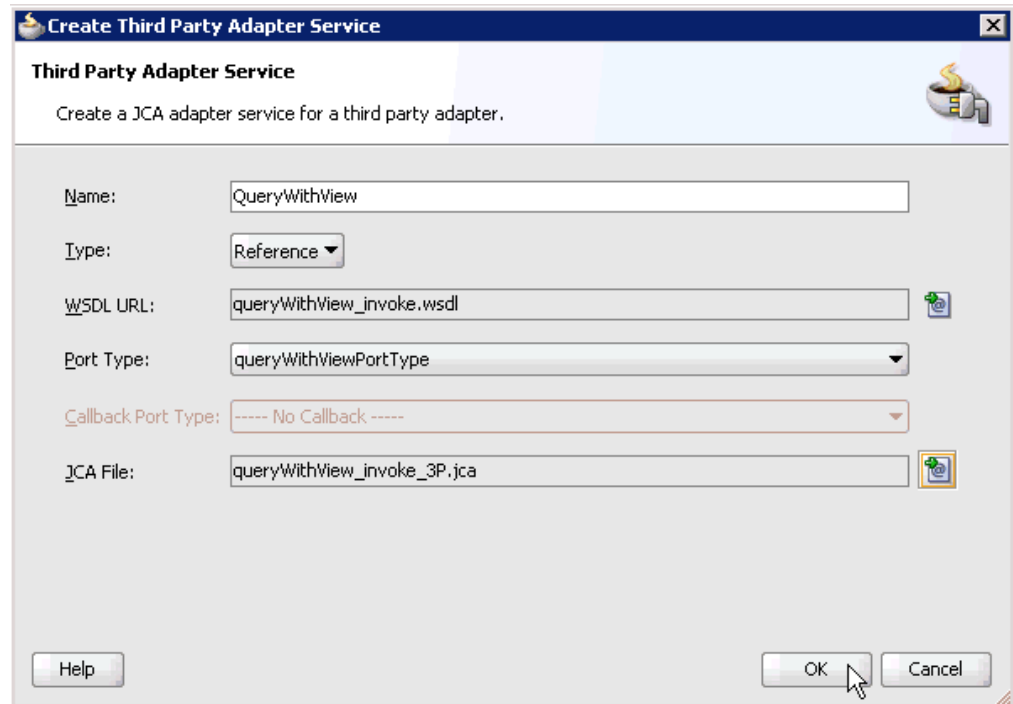 Create Third Party Adapter Service
Third Party Adapter Service
Create a JCA adapter service for a third party adapter.
Name: QueryWithView
Type: Reference
WSDL URL: queryWithView_invoke.wsdl
Port Type: queryWithViewPortType
Callback Port Type: ----- No Callback -----
JCA File: queryWithView_invoke_3P.jca
Help OK Cancel